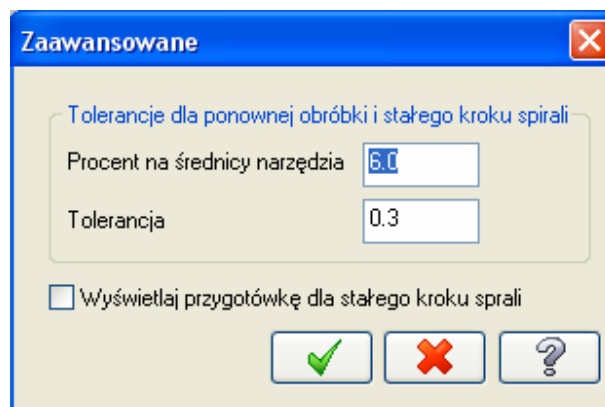 Zaawansowane
Tolerancje dla ponownej obróbki i stałego kroku spirali
Procent na średnicy narzędzia 6.0
Tolerancja 0.3
Wyświetlaj przygotówkę dla stałego kroku sprali